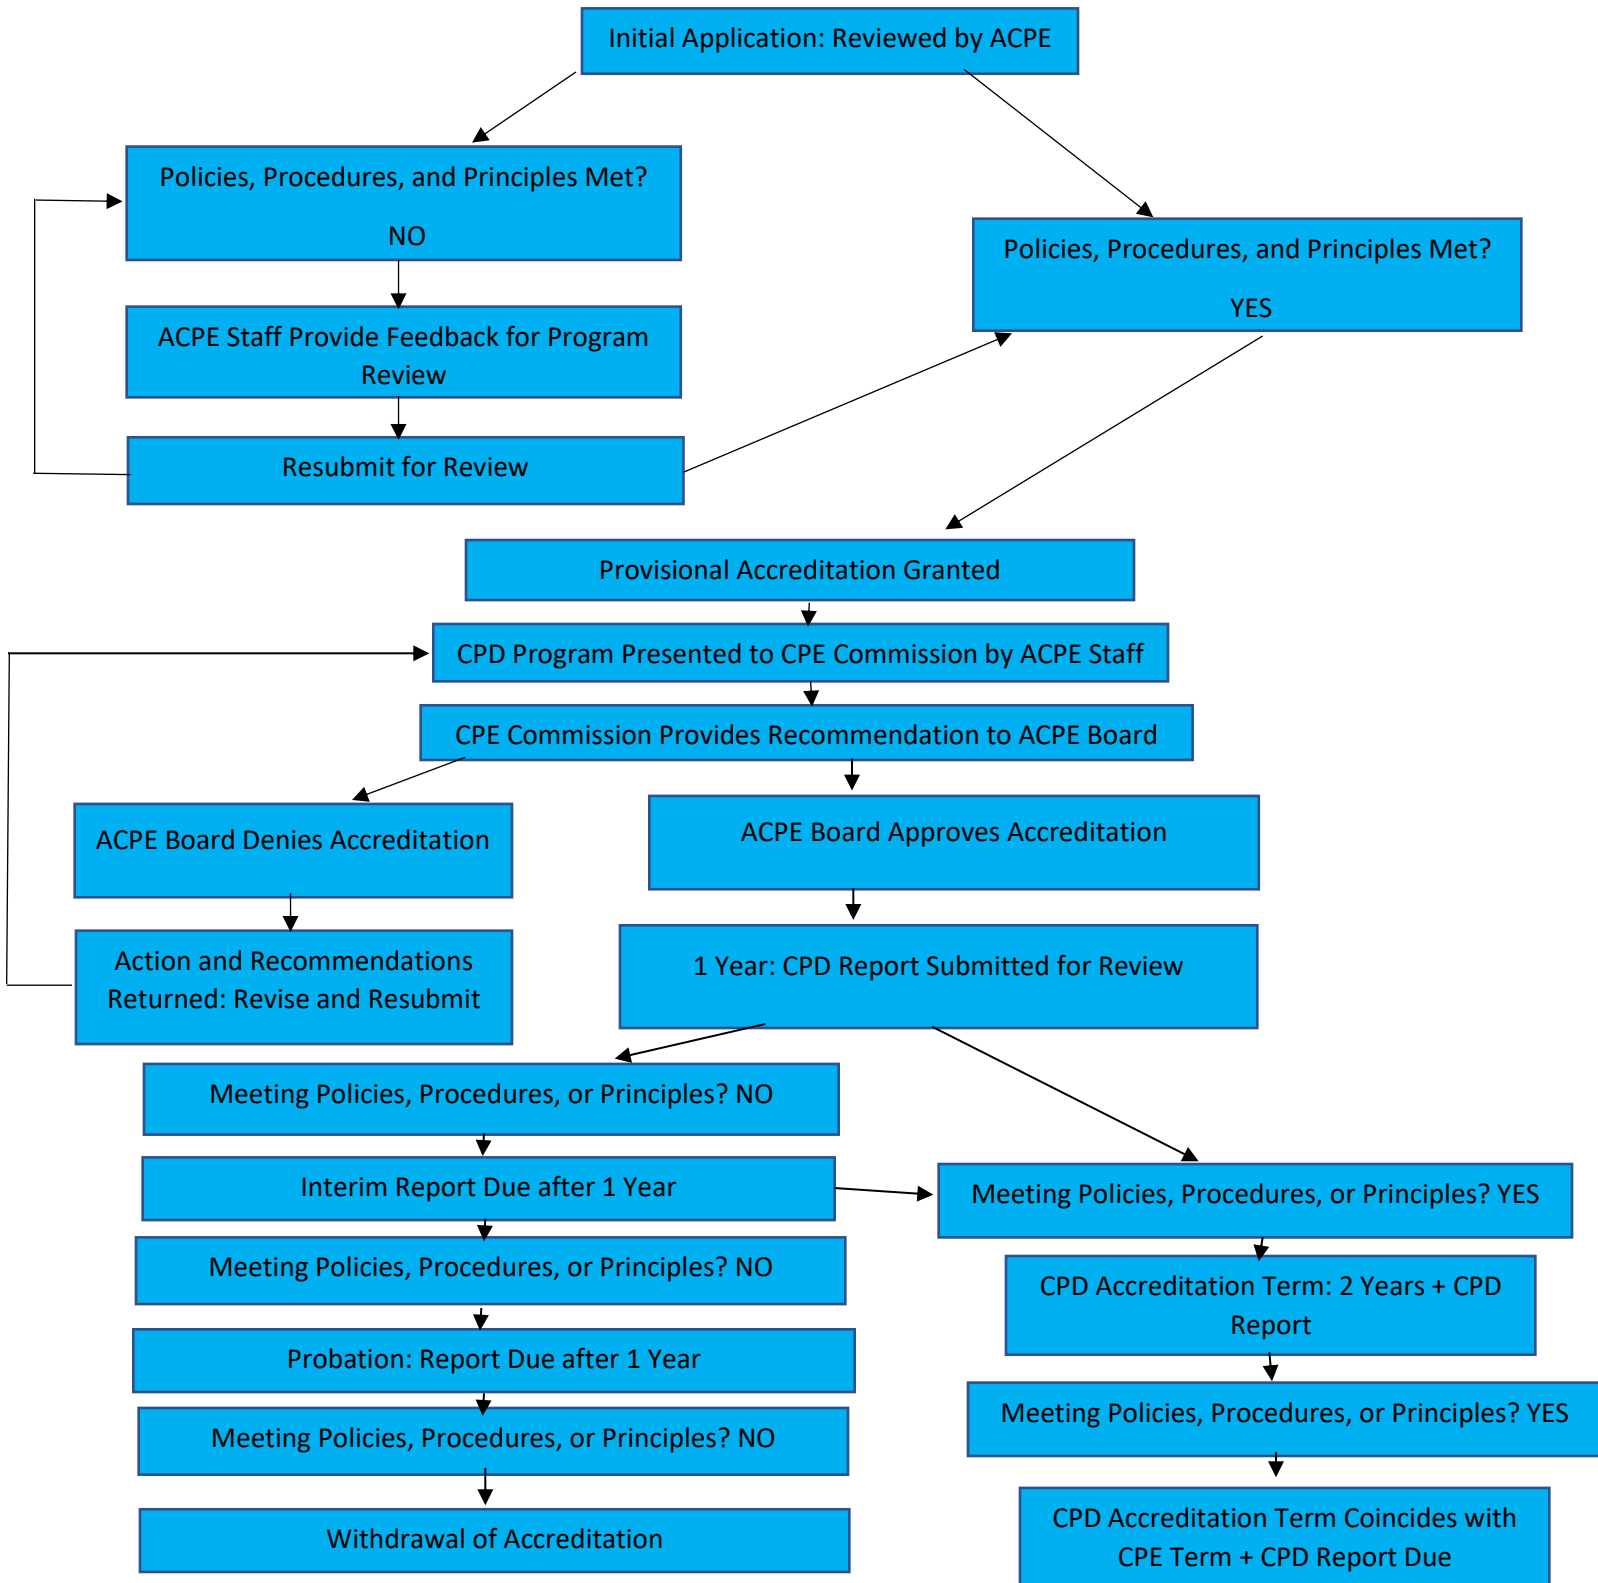 Initial Application: Reviewed by ACPE
Policies, Procedures, and Principles Met?
NO
Policies, Procedures, and Principles Met?
YES
ACPE Staff Provide Feedback for Program
Review
Resubmit for Review
Provisional Accreditation Granted
CPD Program Presented to CPE Commission by ACPE Staff
CPE Commission Provides Recommendation to ACPE Board
ACPE Board Denies Accreditation
ACPE Board Approves Accreditation
Action and Recommendations
Returned: Revise and Resubmit
1 Year: CPD Report Submitted for Review
Meeting Policies, Procedures, or Principles? NO
Interim Report Due after 1 Year
Meeting Policies, Procedures, or Principles? YES
Meeting Policies, Procedures, or Principles? NO
CPD Accreditation Term: 2 Years + CPD
Report
Probation: Report Due after 1 Year
Meeting Policies, Procedures, or Principles? YES
Meeting Policies, Procedures, or Principles? NO
Withdrawal of Accreditation
CPD Accreditation Term Coincides with
CPE Term + CPD Report Due